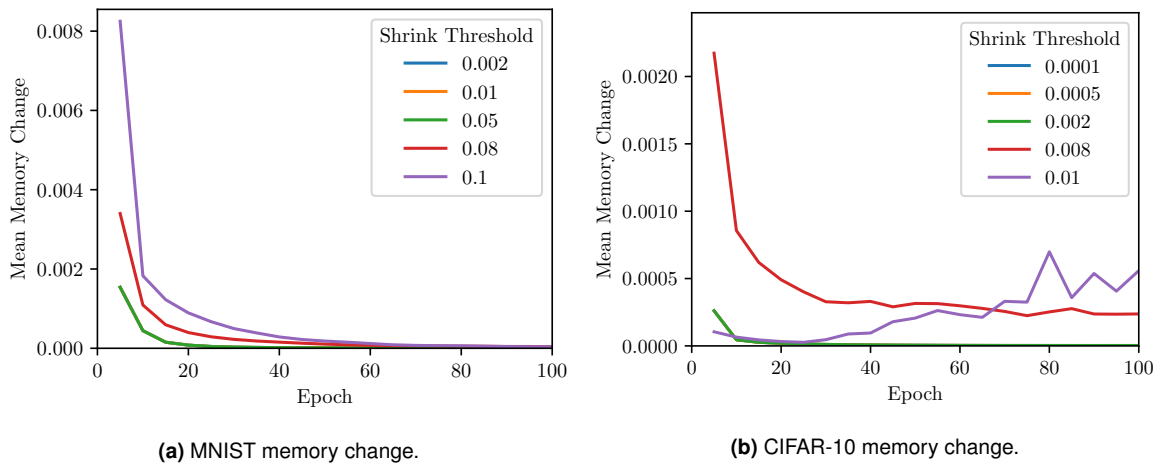 Mean Memory Change
0.008
0.006
0.004
0.002
0.000
0 20 40 60 80 100
Epoch
Shrink Threshold
0.002
0.01
0.05
0.08
0.1
(a) MNIST memory change.
Mean Memory Change
0.0020
0.0015
0.0010
0.0005
0.0000
0 20 40 60 80 100
Epoch
Shrink Threshold
0.0001
0.0005
0.002
0.008
0.01
(b) CIFAR-10 memory change.